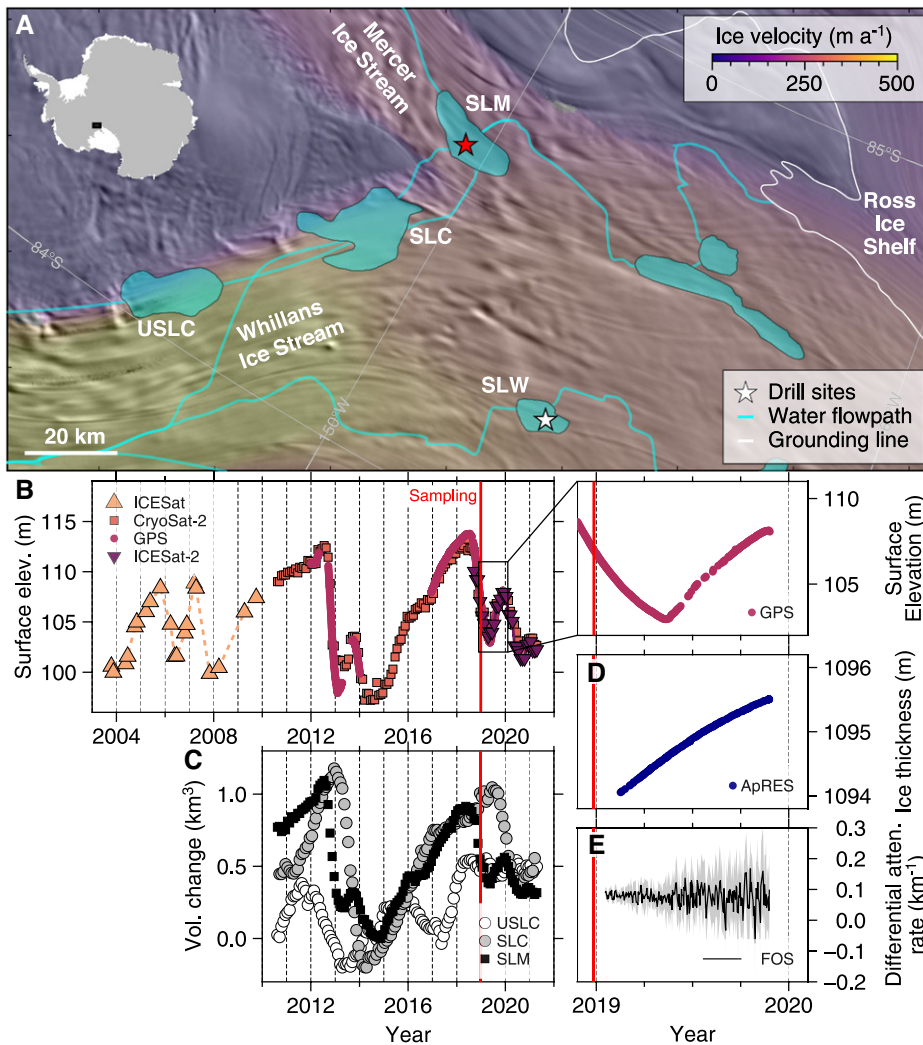 A
Mercer
Ice Stream
SLM
Ice velocity (m a-1)
0 250 500
85°S
Ross
Ice
Shelf
84°S
SLC
USLC
Whillans
Ice Stream
SLW
150°W
20 km
Drill sites
Water flowpath
Grounding line
B
Sampling
ICESat
CryoSat-2
GPS
ICESat-2
Surface elev. (m)
115
110
105
100
2004 2008 2012 2016 2020
110
105
Surface
Elevation (m)
GPS
C
Vol. change (km3)
1.0
0.5
0.0
USLC
SLC
SLM
2012 2016 2020
Year
D
1096
1095
1094
Ice thickness (m)
ApRES
E
0.3
0.2
0.1
0.0
−0.1
−0.2
Differential atten.
rate (km-1)
FOS
2019 2020
Year